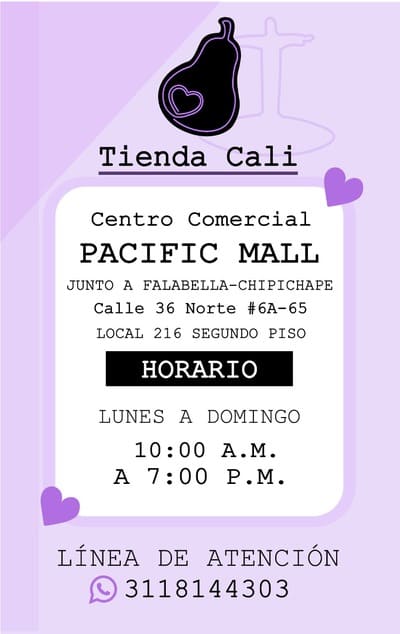 Tienda Cali
Centro Comercial
PACIFIC MALL
JUNTO A FALABELLA-CHIPICHAPE
Calle 36 Norte #6A-65
LOCAL 216 SEGUNDO PISO
HORARIO
LUNES A DOMINGO
10:00 A.M.
A 7:00 P.M.
LÍNEA DE ATENCIÓN
3118144303